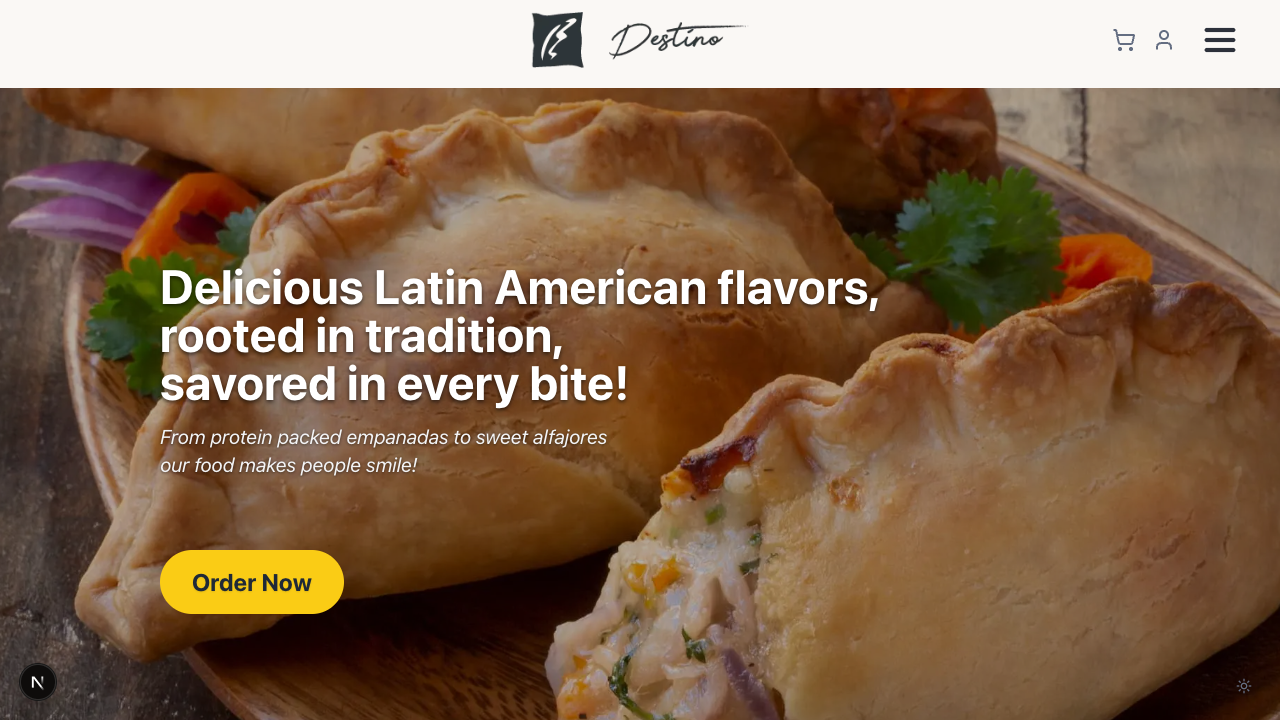 Destino
Delicious Latin American flavors,
rooted in tradition,
savored in every bite!
From protein packed empanadas to sweet alfajores
our food makes people smile!
Order Now
N